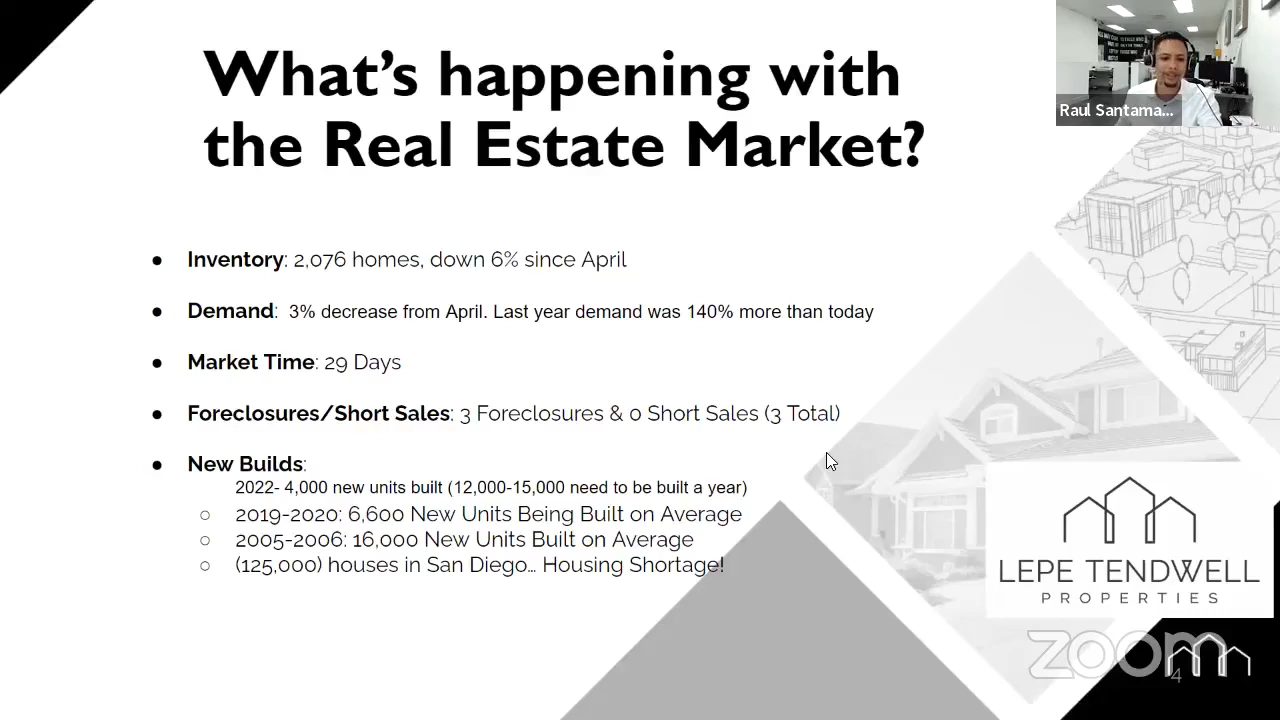 What's happening with
the Real Estate Market?
Raul Santama...
● Inventory: 2,076 homes, down 6% since April
● Demand: 3% decrease from April. Last year demand was 140% more than today
● Market Time: 29 Days
● Foreclosures/Short Sales: 3 Foreclosures & 0 Short Sales (3 Total)
● New Builds:
2022- 4,000 new units built (12,000-15,000 need to be built a year)
○ 2019-2020: 6,600 New Units Being Built on Average
○ 2005-2006: 16,000 New Units Built on Average
○ (125,000) houses in San Diego... Housing Shortage!
LEPE TENDWELL
PROPERTIES
zoom
4